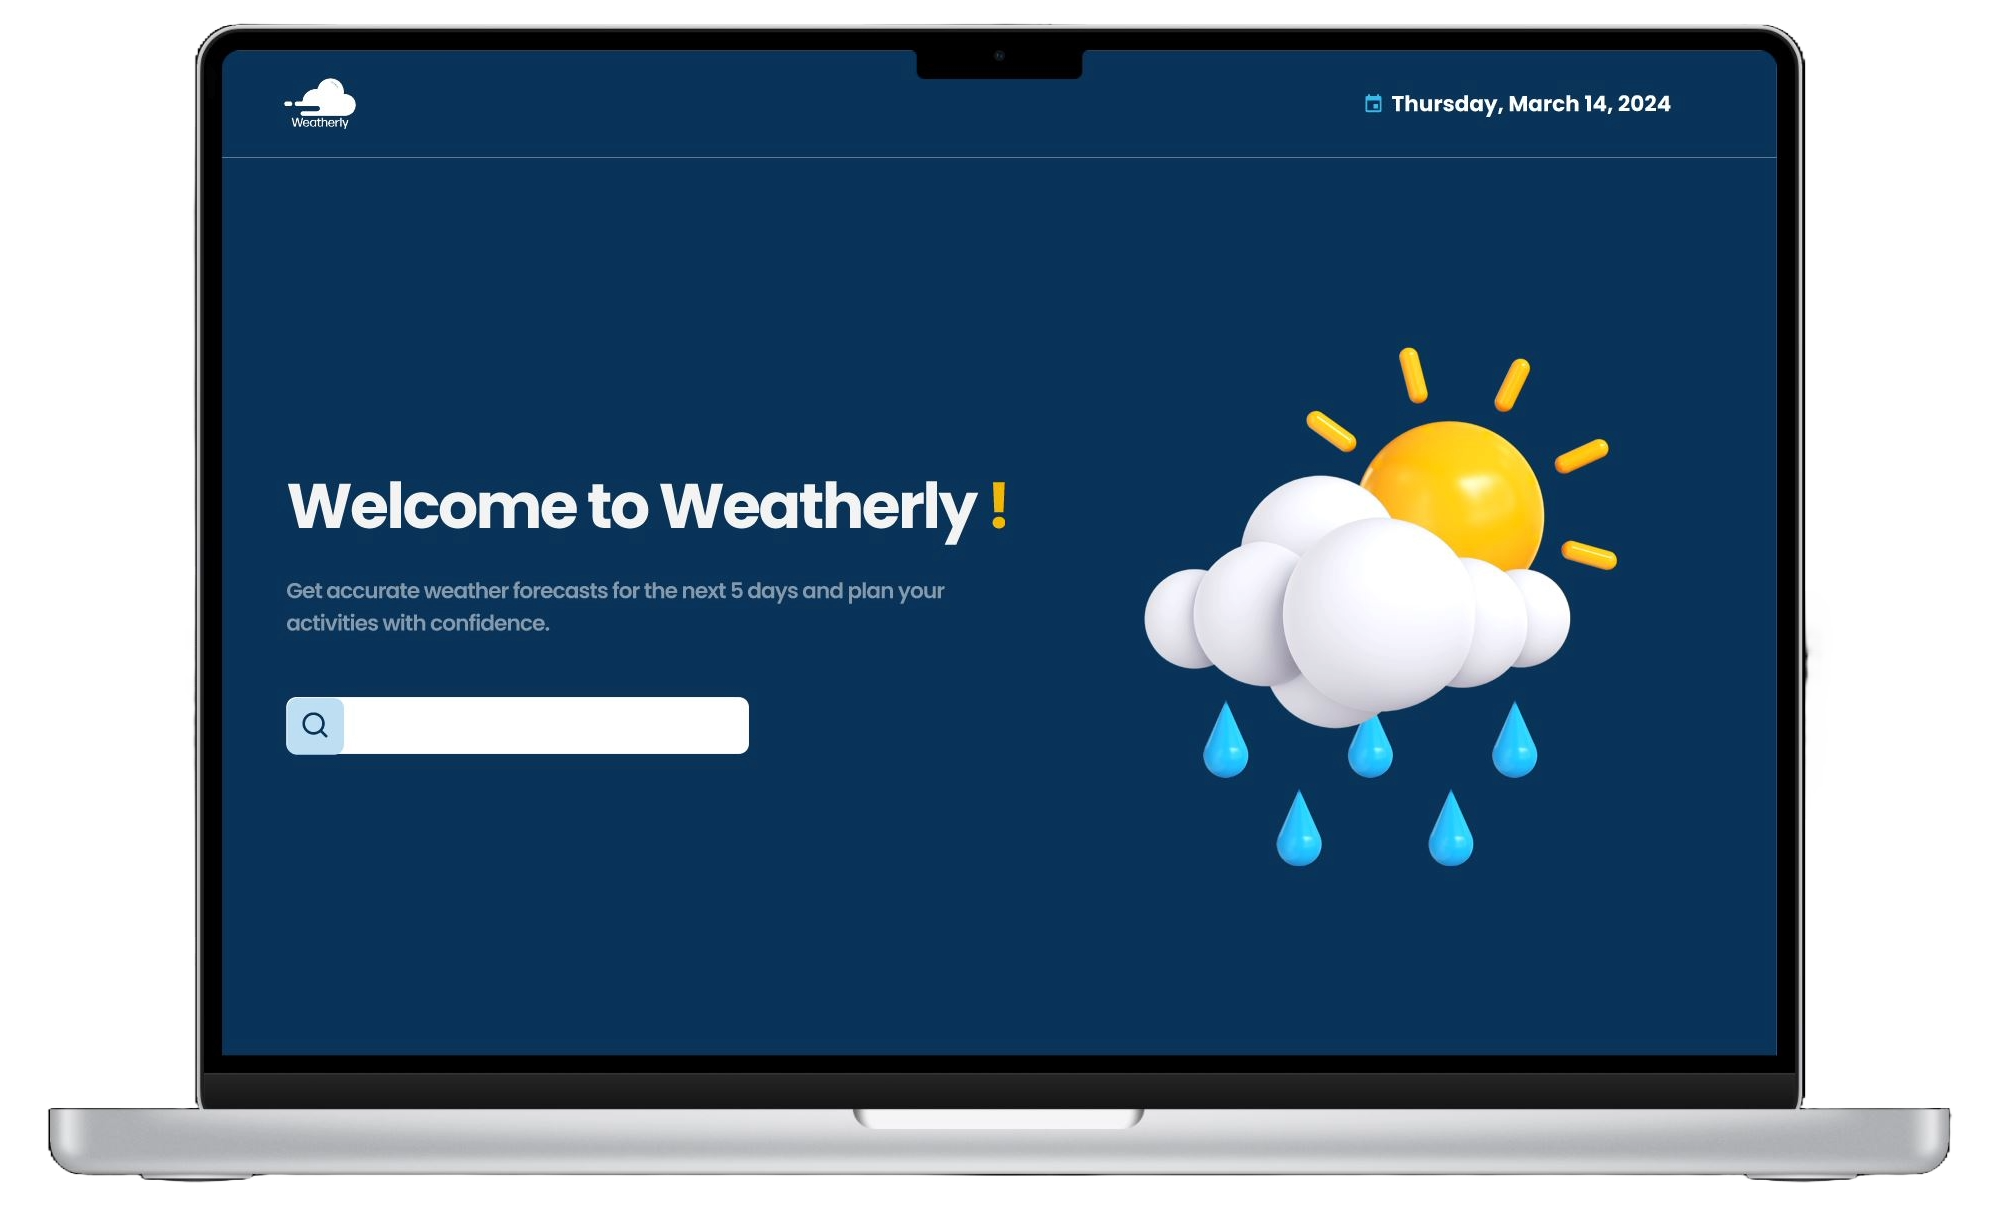 Weatherly
Thursday, March 14, 2024
Welcome to Weatherly !
Get accurate weather forecasts for the next 5 days and plan your
activities with confidence.